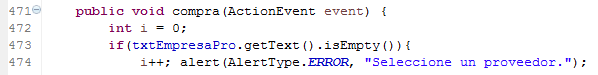 471 public void compra(ActionEvent event) {
472 int i = 0;
473 if(txtEmpresaPro.getText().isEmpty()){
474 i++; alert(AlertType.ERROR, "Seleccione un proveedor.");